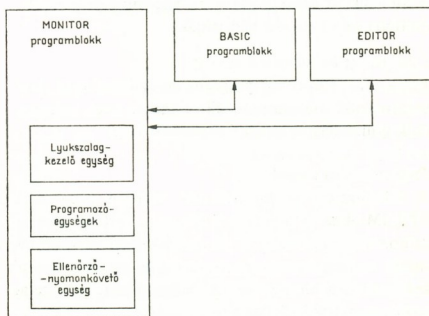 MONITOR
programblokk
BASIC
programblokk
EDITOR
programblokk
Lyukszalag-
kezelő egység
Programozó-
egységek
Ellenőrző-
-nyomonkövető
egység